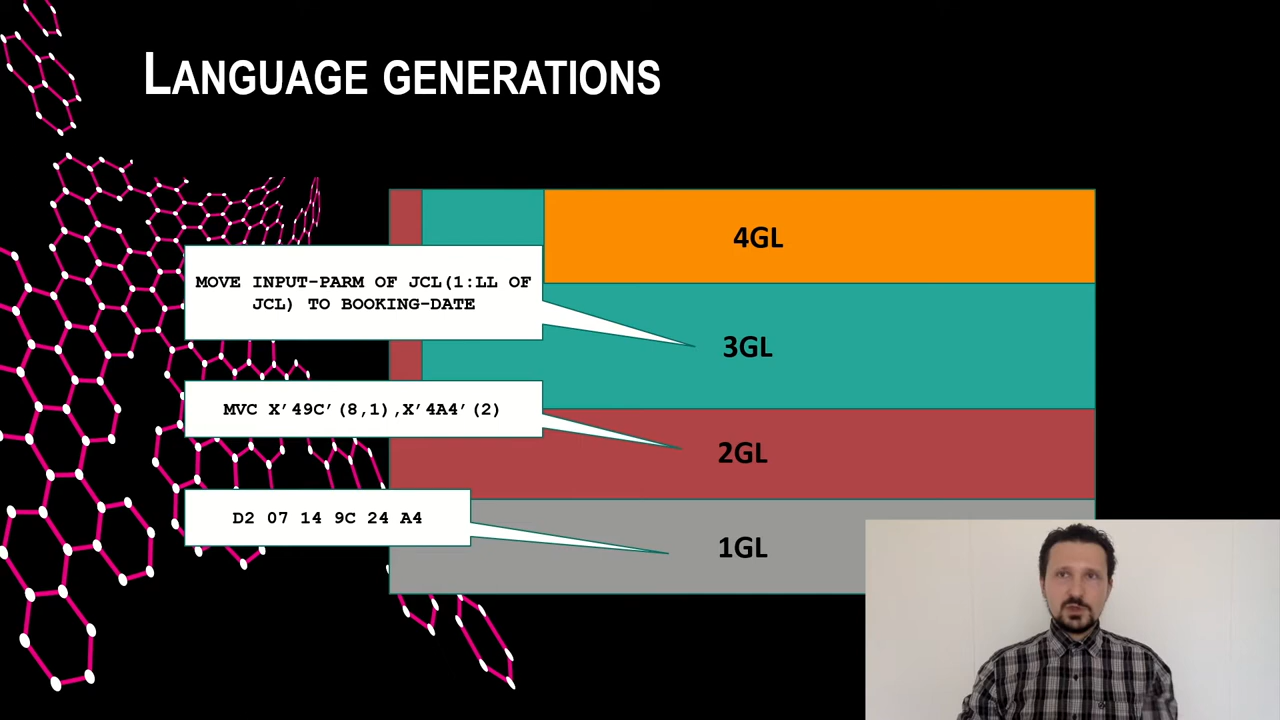 LANGUAGE GENERATIONS
4GL
MOVE INPUT-PARM OF JCL(1:LL OF
JCL) TO BOOKING-DATE
3GL
MVC X’49C’(8,1),X’4A4’(2)
2GL
D2 07 14 9C 24 A4
1GL